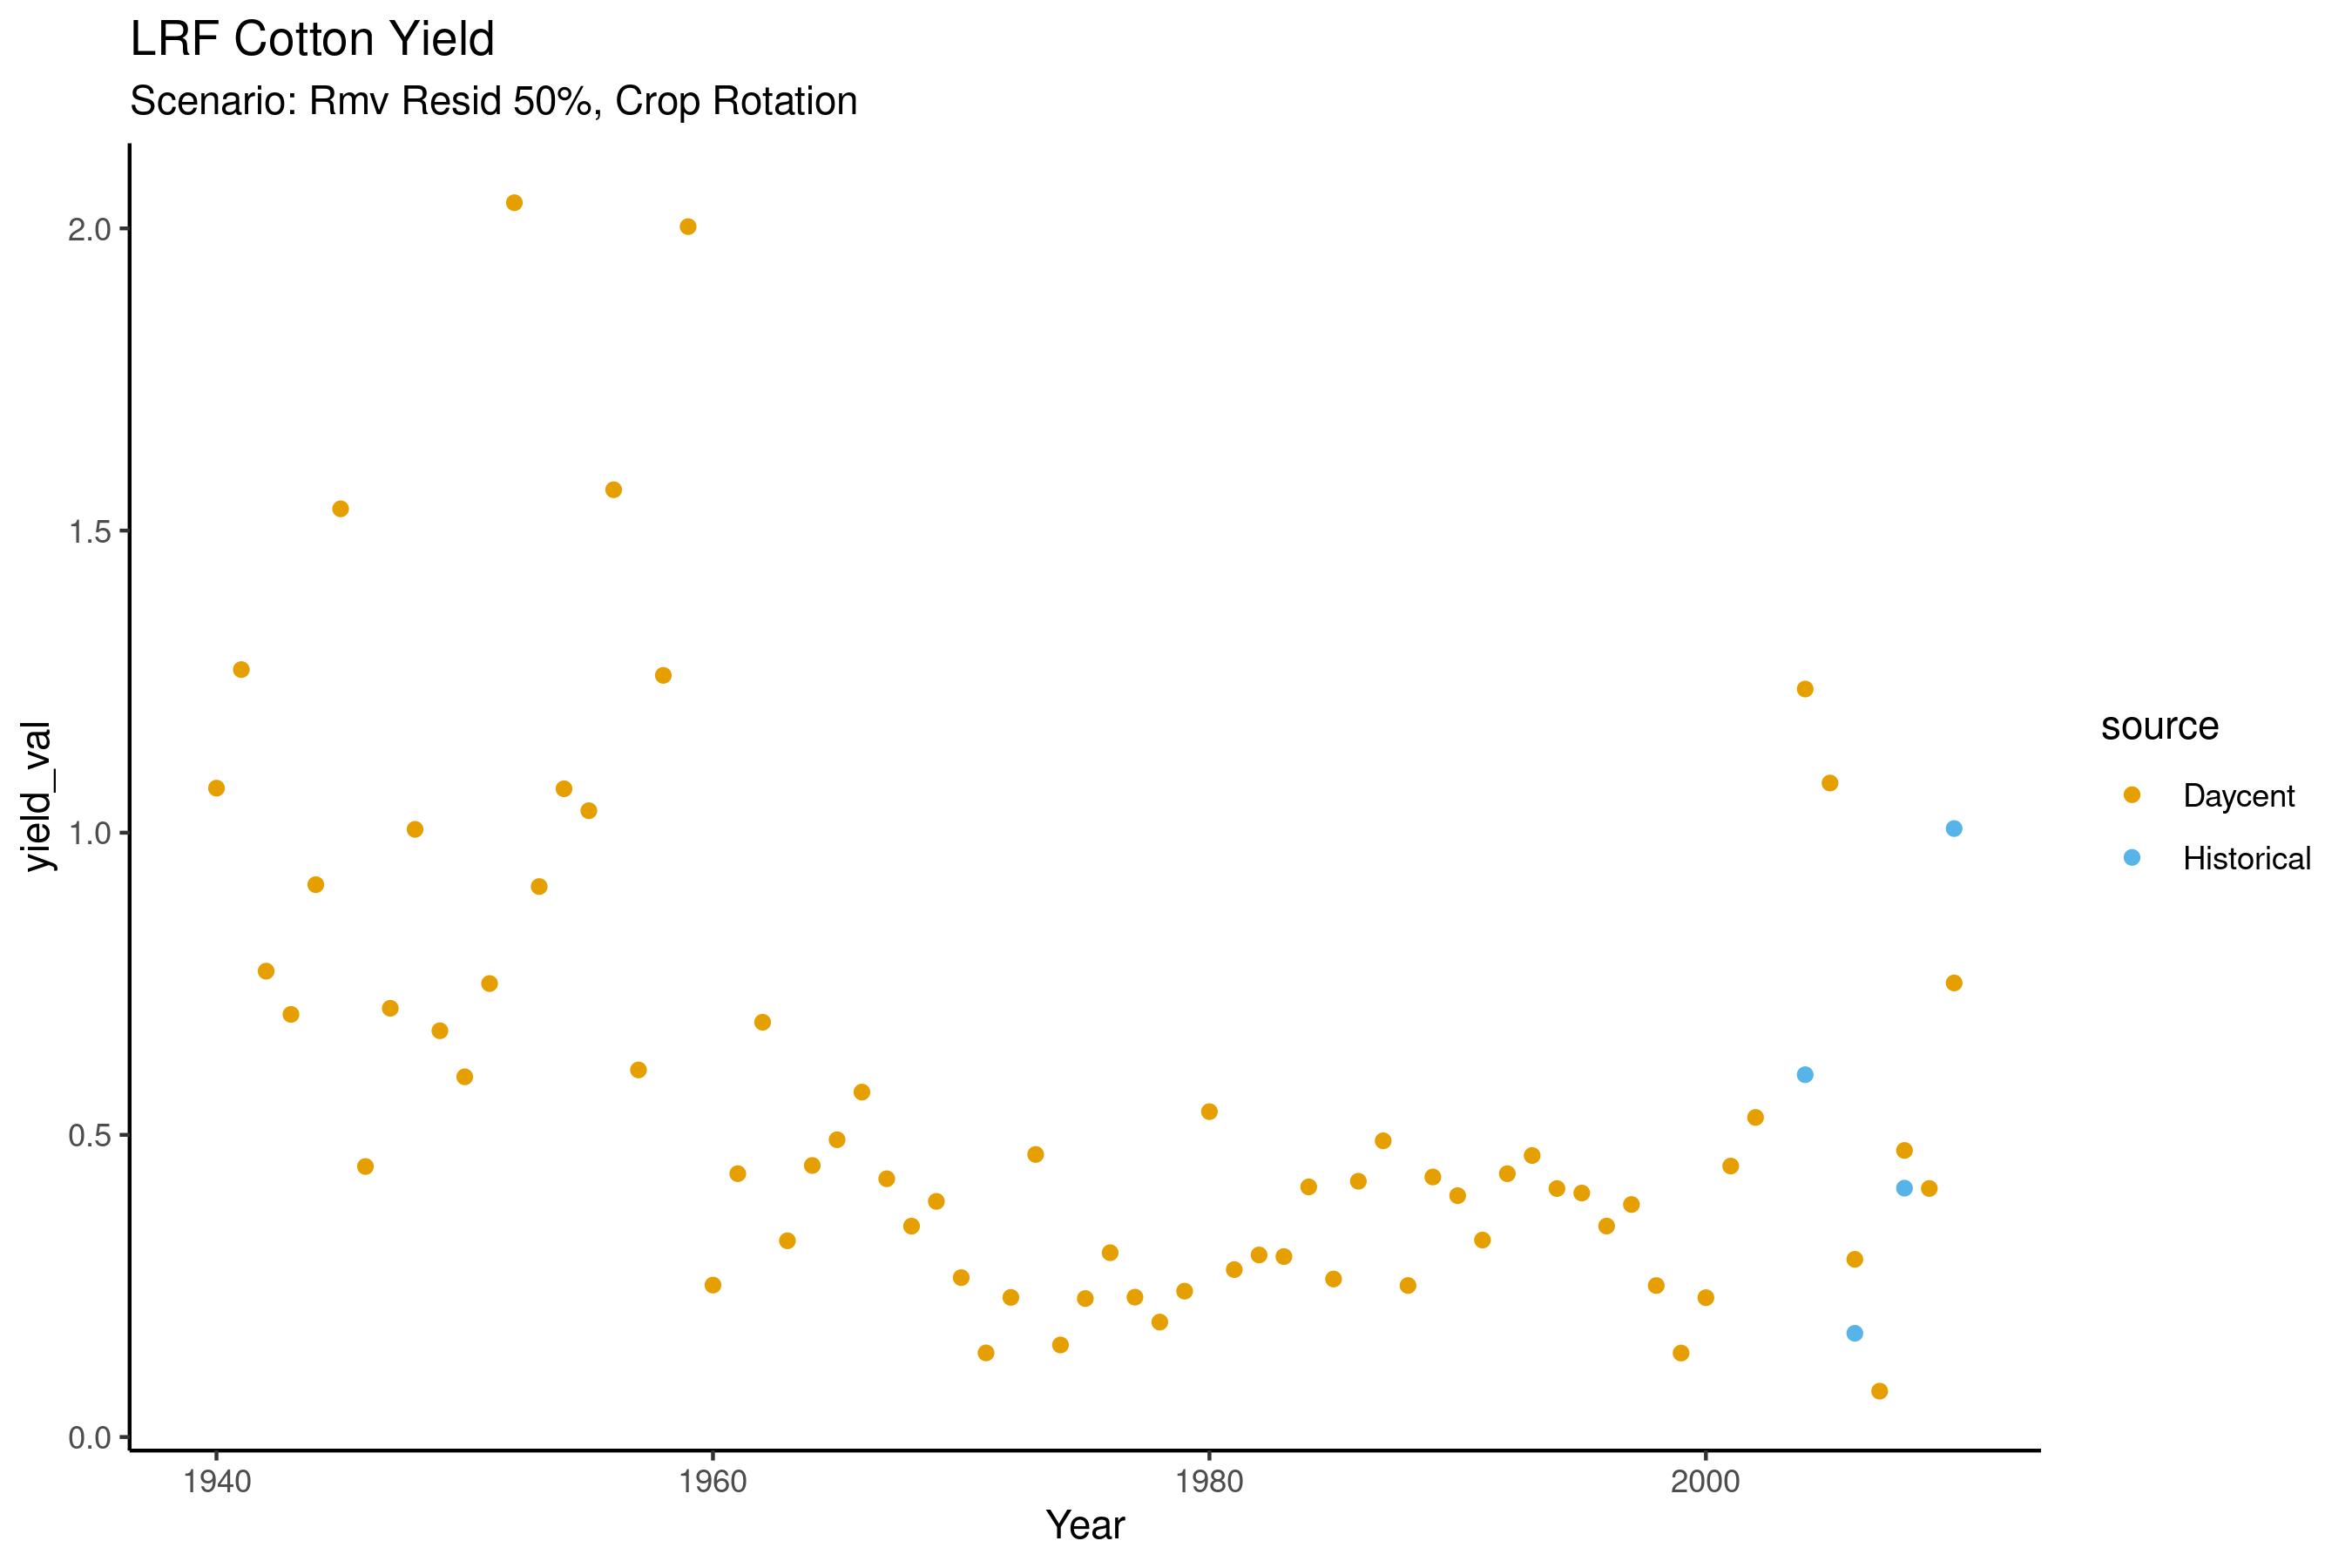 LRF Cotton Yield
Scenario: Rmv Resid 50%, Crop Rotation
yield_val
2.0
1.5
1.0
0.5
0.0
1940
1960
1980
2000
Year
source
Daycent
Historical